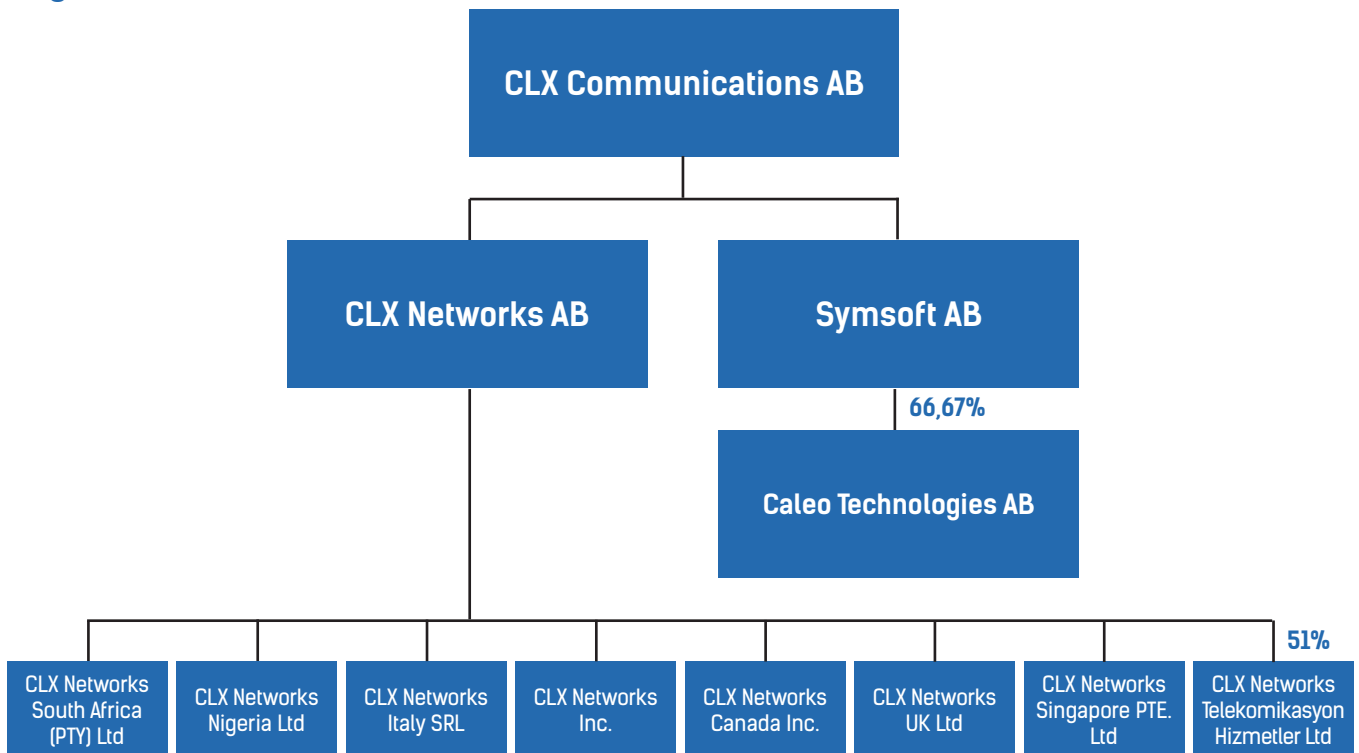 CLX Communications AB
CLX Networks AB
Symsoft AB
66,67%
Caleo Technologies AB
51%
CLX Networks
South Africa
(PTY) Ltd
CLX Networks
Nigeria Ltd
CLX Networks
Italy SRL
CLX Networks
Inc.
CLX Networks
Canada Inc.
CLX Networks
UK Ltd
CLX Networks
Singapore PTE.
Ltd
CLX Networks
Telekomikasyon
Hizmetler Ltd